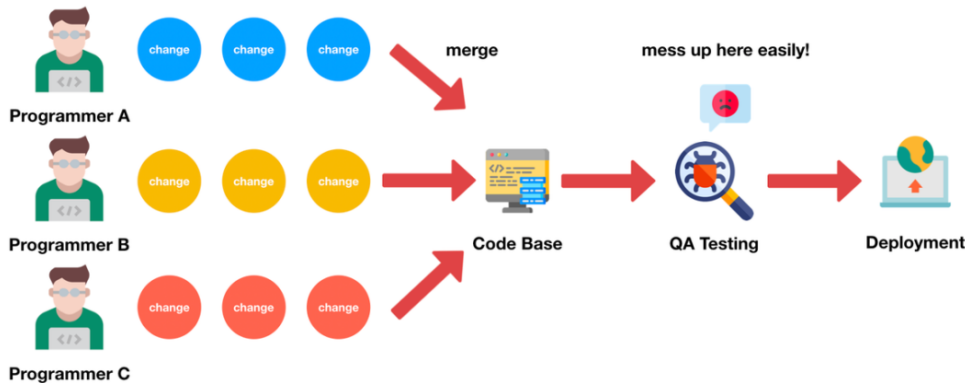 change change change
merge
mess up here easily!
Programmer A
change change change
Programmer B
Code Base
QA Testing
Deployment
change change change
Programmer C